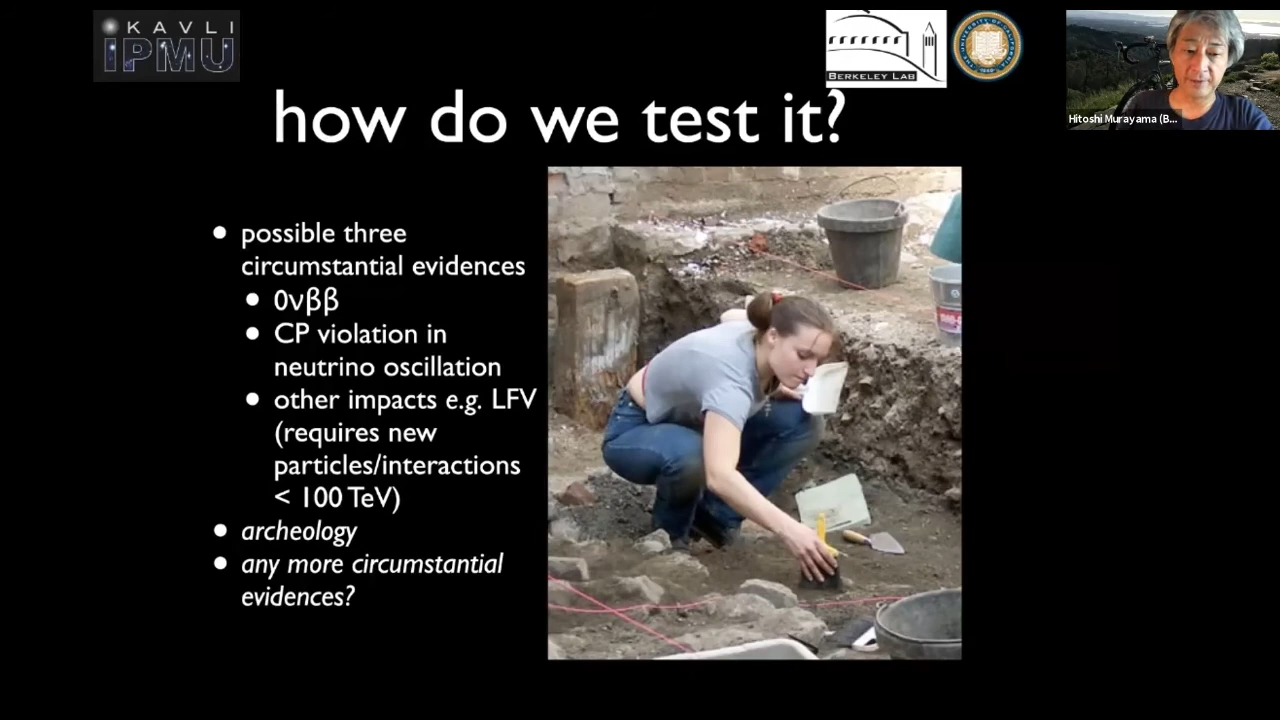 KAVLI
IPMU
BERKELEY LAB
Hitoshi Murayama (B...
how do we test it?
● possible three
circumstantial evidences
● 0νββ
● CP violation in
neutrino oscillation
● other impacts e.g. LFV
(requires new
particles/interactions
< 100 TeV)
● archeology
● any more circumstantial
evidences?